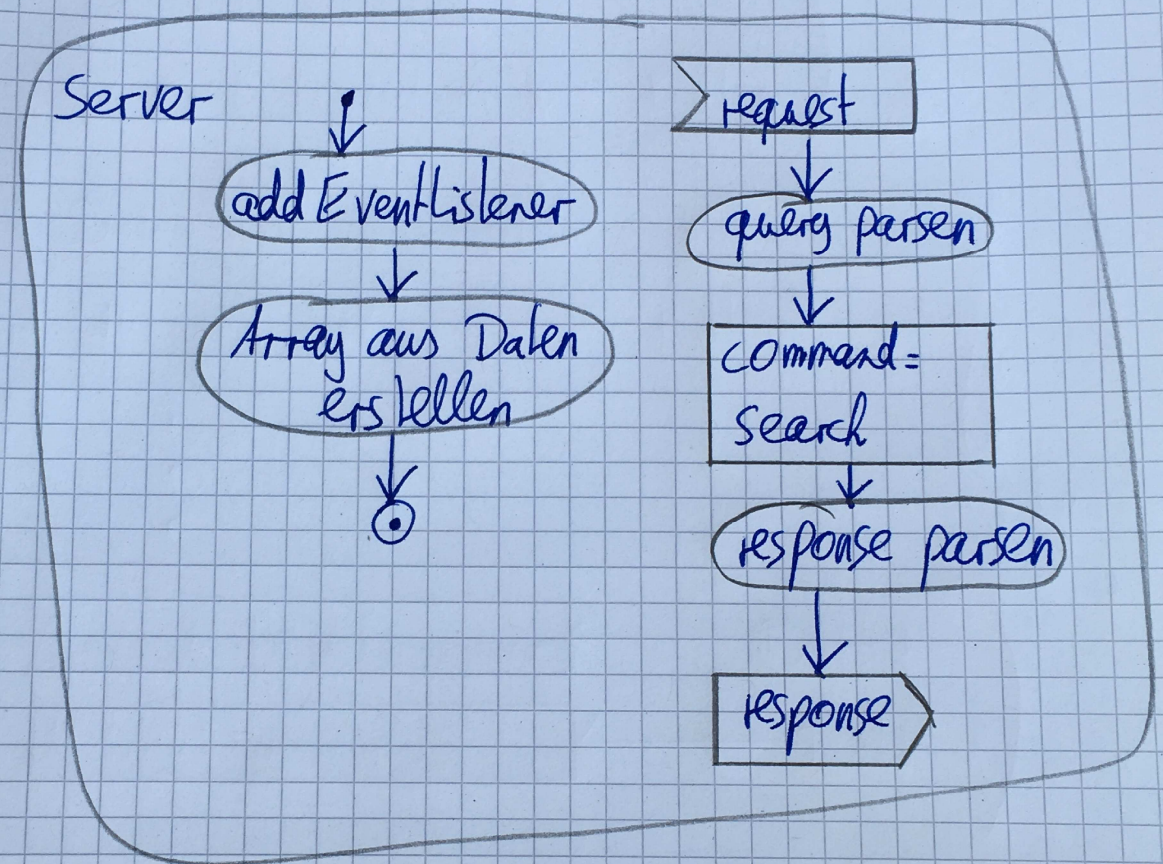 Server
addEventListener
Array aus Daten
erstellen
request
query parsen
command=
search
response parsen
response